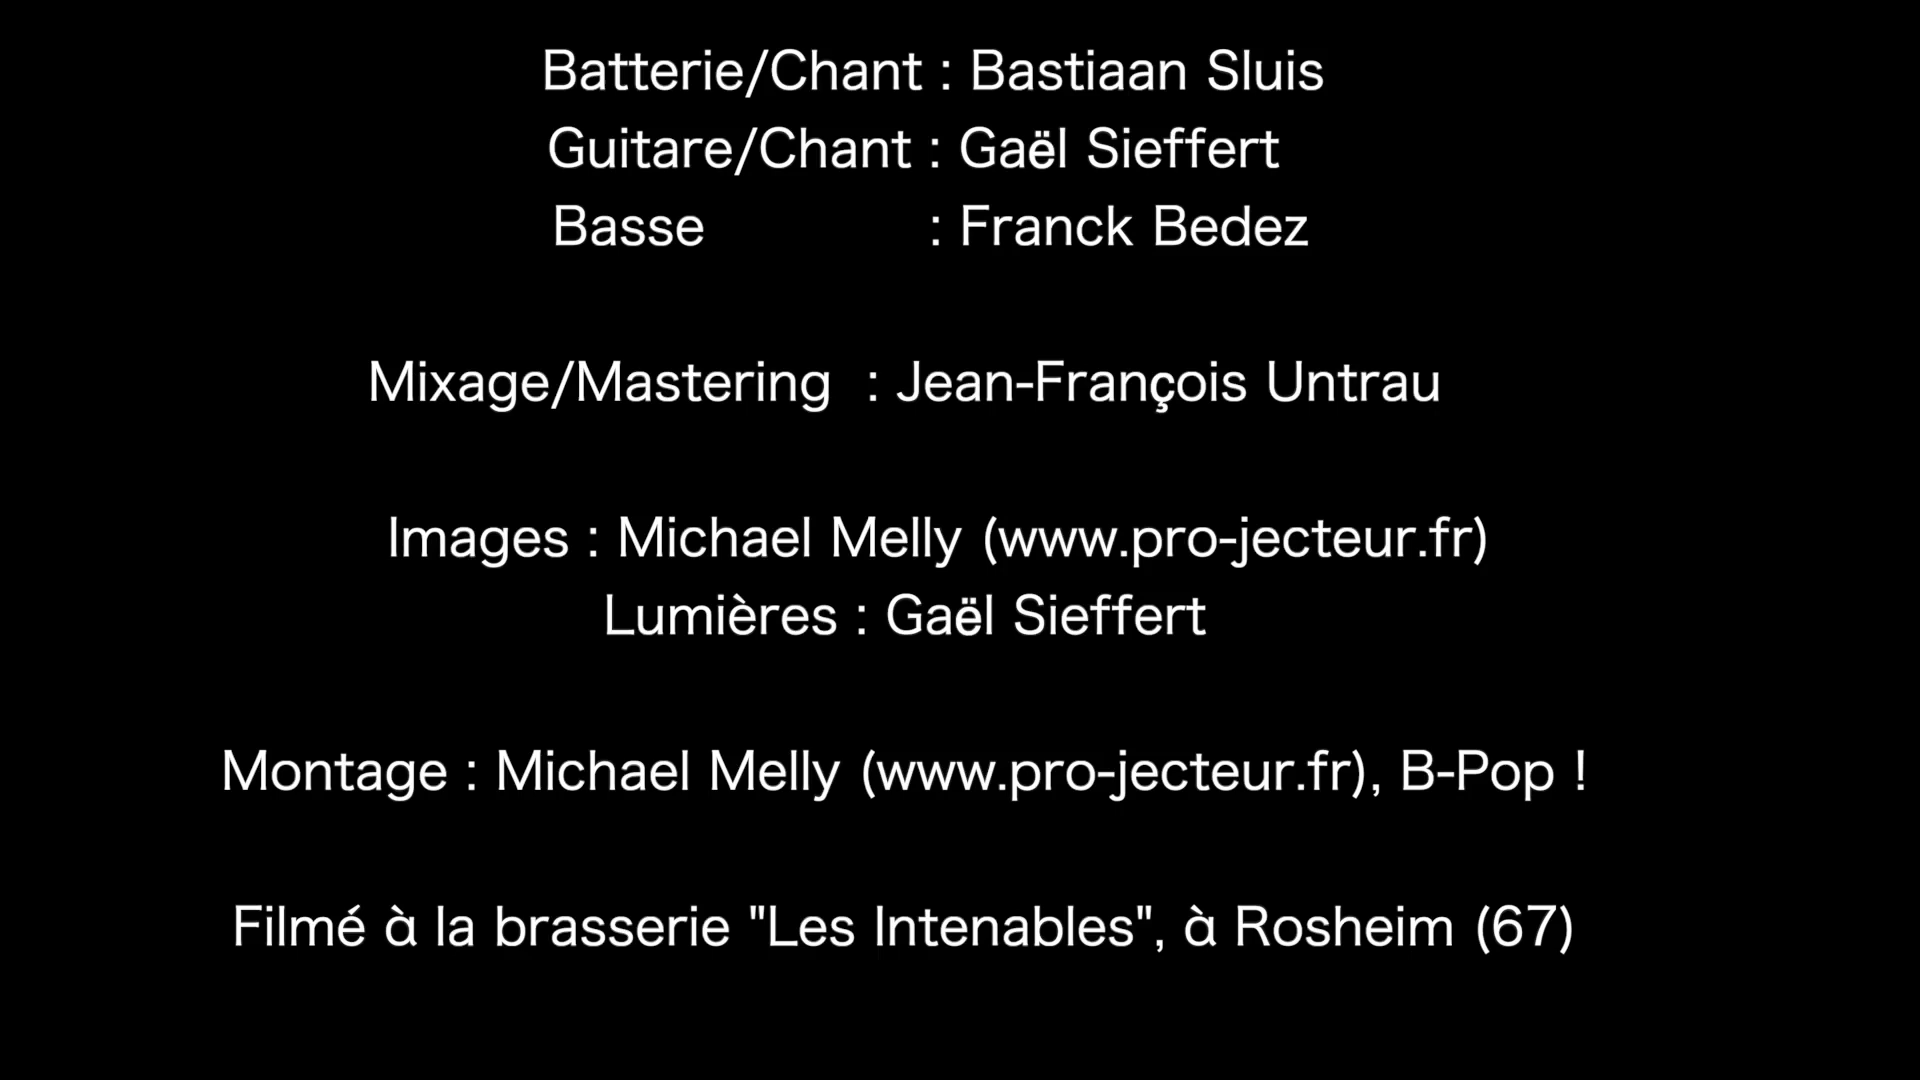 Batterie/Chant : Bastiaan Sluis
Guitare/Chant : Gaël Sieffert
Basse : Franck Bedez
Mixage/Mastering : Jean-François Untrau
Images : Michael Melly (www.pro-jecteur.fr)
Lumières : Gaël Sieffert
Montage : Michael Melly (www.pro-jecteur.fr), B-Pop !
Filmé à la brasserie "Les Intenables", à Rosheim (67)